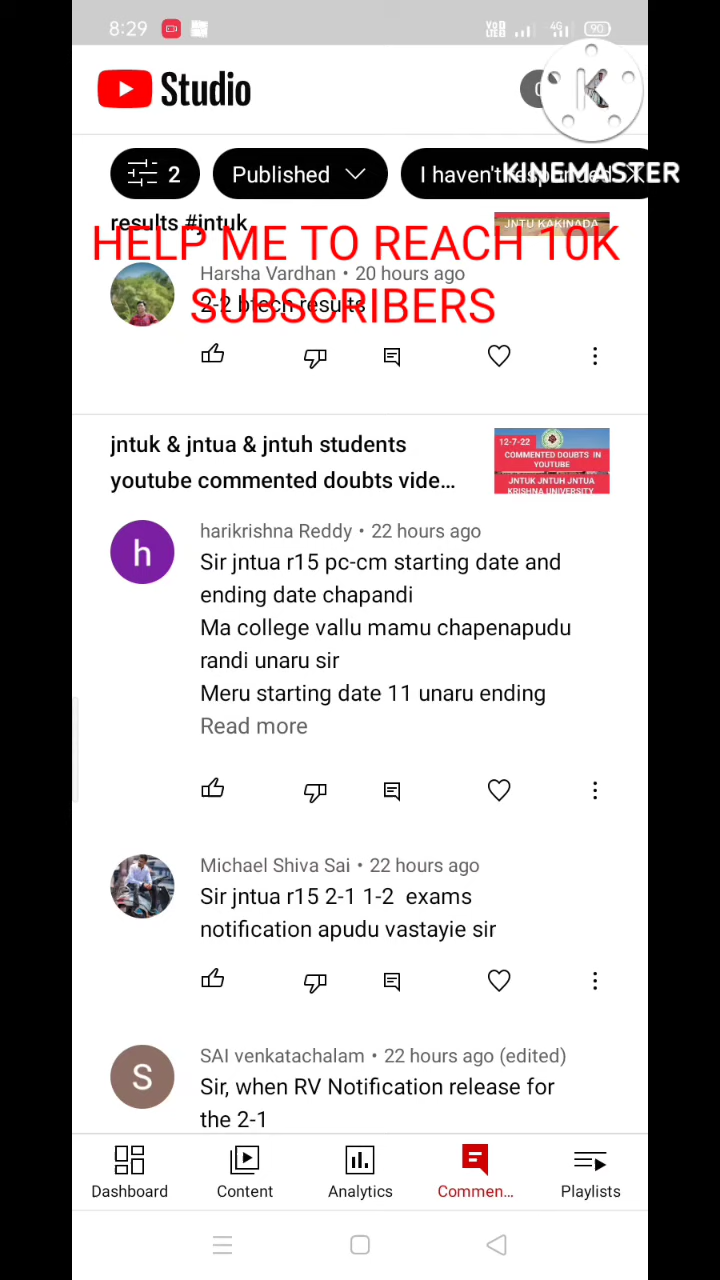 8:29
VoD
4G
90
Studio
2
Published
I haven't responded
KINEMASTER
results #jntuk
JNTU KAKINADA
HELP ME TO REACH 10K
SUBSCRIBERS
Harsha Vardhan • 20 hours ago
2-2 btech results
jntuk & jntua & jntuh students
youtube commented doubts vide...
12-7-22
COMMENTED DOUBTS IN
YOUTUBE
JNTUK JNTUH JNTUA
KRISHNA UNIVERSITY
h
harikrishna Reddy • 22 hours ago
Sir jntua r15 pc-cm starting date and
ending date chapandi
Ma college vallu mamu chapenapudu
randi unaru sir
Meru starting date 11 unaru ending
Read more
Michael Shiva Sai • 22 hours ago
Sir jntua r15 2-1 1-2 exams
notification apudu vastayie sir
S
SAI venkatachalam • 22 hours ago (edited)
Sir, when RV Notification release for
the 2-1
Dashboard
Content
Analytics
Commen...
Playlists